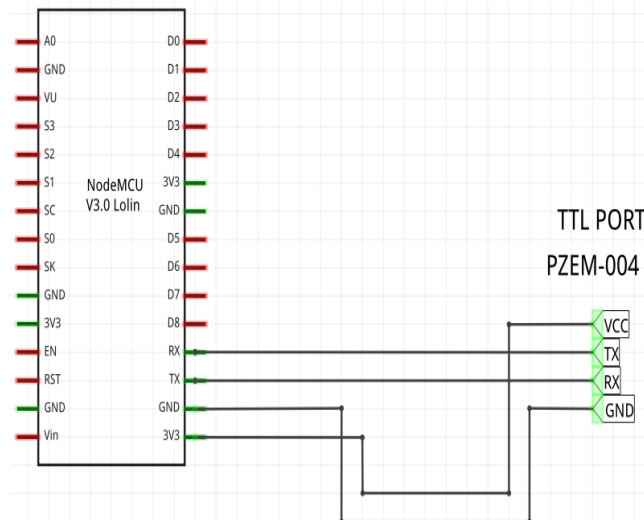 A0 D0
GND D1
VU D2
S3 D3
S2 D4
S1 3V3
NodeMCU
V3.0 Lolin
SC GND
S0 D5
SK D6
GND D7
3V3 D8
EN RX
RST TX
GND GND
Vin 3V3
TTL PORT
PZEM-004
VCC
TX
RX
GND